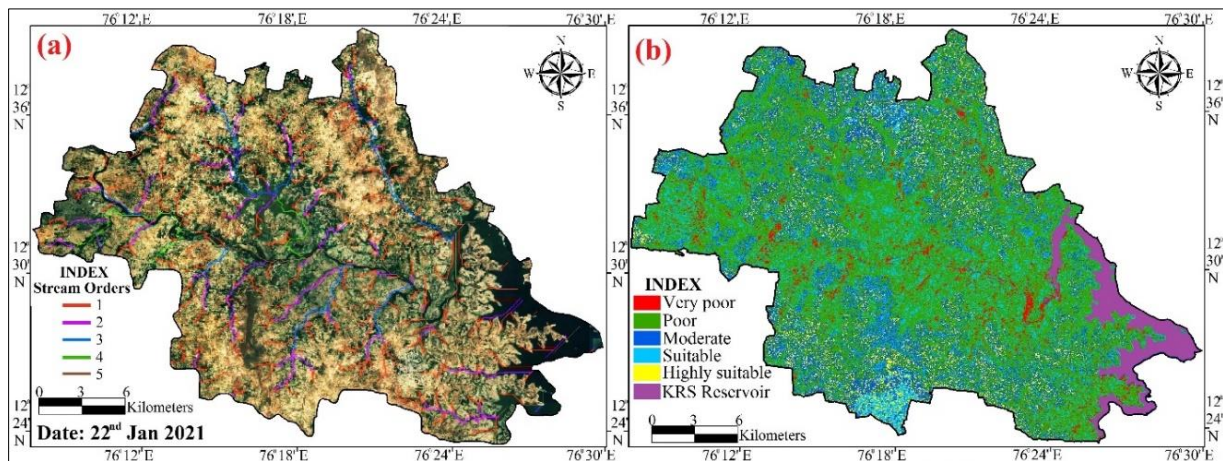 76°12'E 76°18'E 76°24'E 76°30'E
(a)
N
W E
S
12°
36'
N
12°
30'
N
12°
24'
N
INDEX
Stream Orders
1
2
3
4
5
0 3 6
Kilometers
Date: 22nd Jan 2021
76°12'E 76°18'E 76°24'E 76°30'E
76°12'E 76°18'E 76°24'E 76°30'E
(b)
N
W E
S
12°
36'
N
12°
30'
N
12°
24'
N
INDEX
Very poor
Poor
Moderate
Suitable
Highly suitable
KRS Reservoir
0 3 6
Kilometers
76°12'E 76°18'E 76°24'E 76°30'E